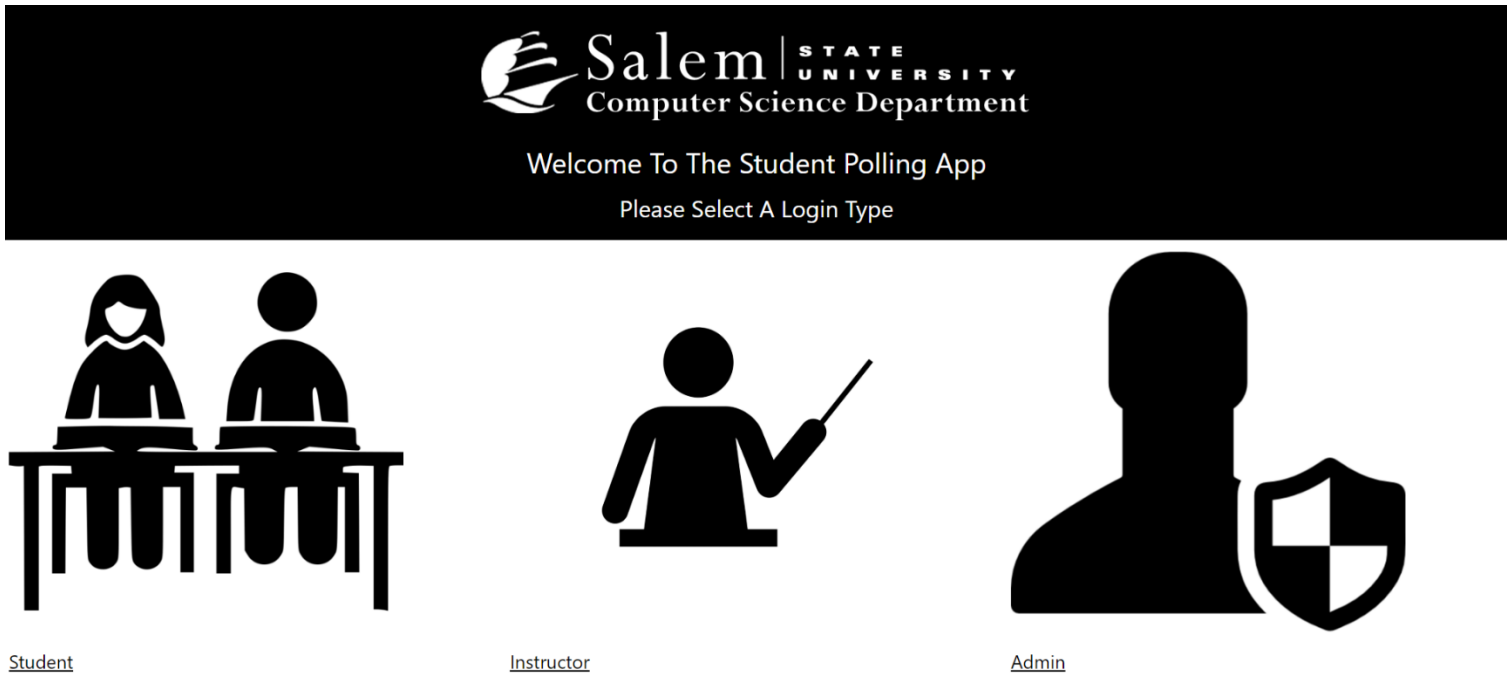 Salem STATE
UNIVERSITY
Computer Science Department
Welcome To The Student Polling App
Please Select A Login Type
Student Instructor Admin